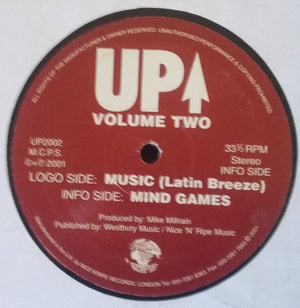 ALL RIGHTS OF THE MANUFACTURER & OWNER RESERVED. UNAUTHORISED PERFORMANCE & COPYING PROHIBITED
UP
VOLUME TWO
UP2002
M.C.P.S.
©+℗ 2001
33⅓ RPM
Stereo
INFO SIDE
LOGO SIDE: MUSIC (Latin Breeze)
INFO SIDE: MIND GAMES
Produced by: Mike Millrain
Published by: Westbury Music / Nice 'N' Ripe Music